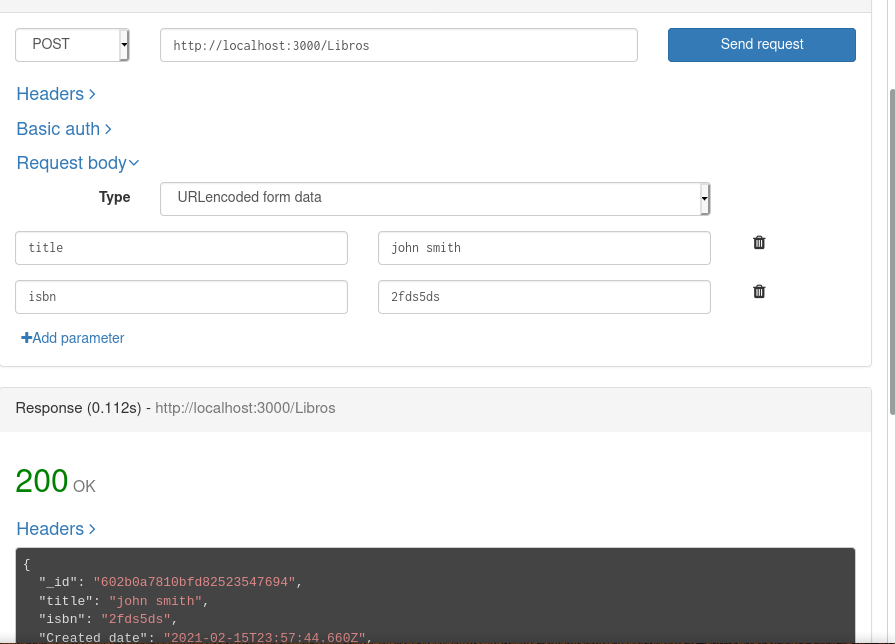 POST http://localhost:3000/Libros Send request
Headers
Basic auth
Request body
Type URLencoded form data
title john smith
isbn 2fds5ds
Add parameter
Response (0.112s) - http://localhost:3000/Libros
200 OK
Headers
{
"_id": "602b0a7810bfd82523547694",
"title": "john smith",
"isbn": "2fds5ds",
"Created_date": "2021-02-15T23:57:44.660Z",